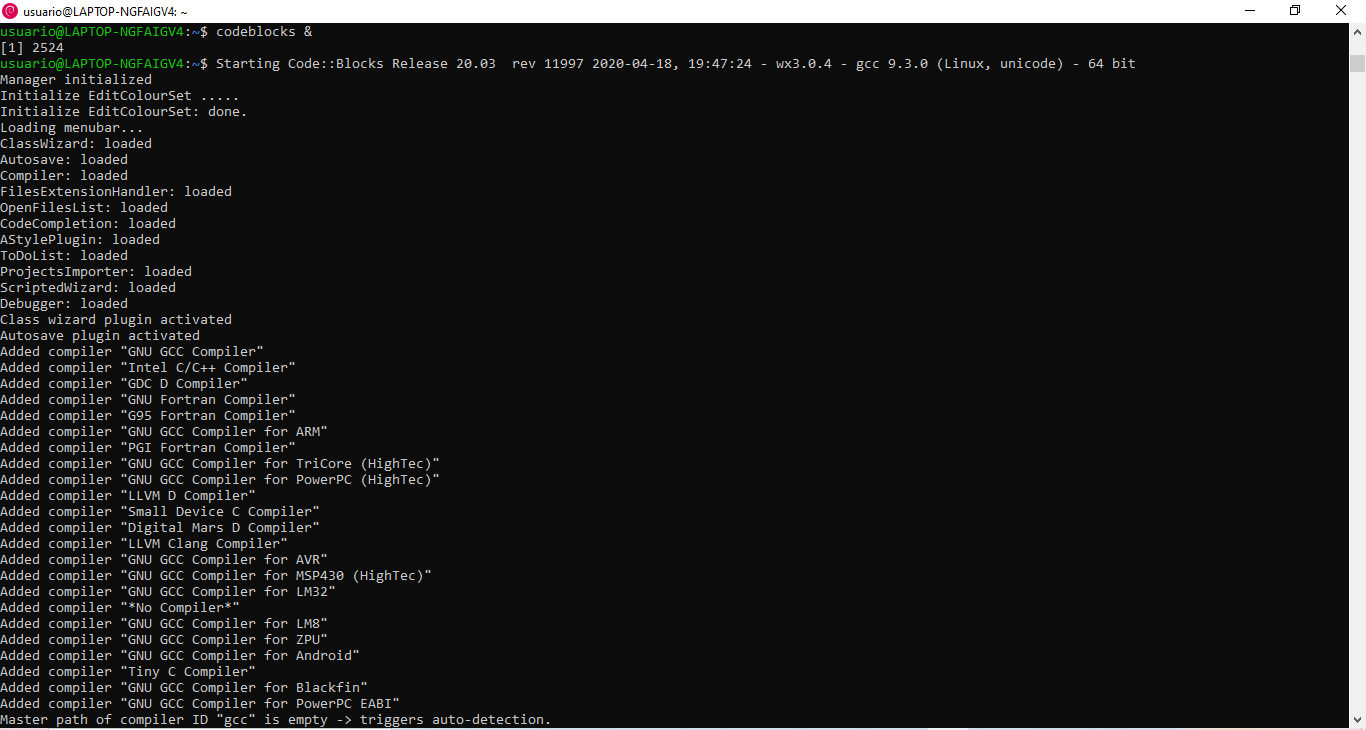 usuario@LAPTOP-NGFAIGV4: ~
usuario@LAPTOP-NGFAIGV4:~$ codeblocks &
[1] 2524
usuario@LAPTOP-NGFAIGV4:~$ Starting Code::Blocks Release 20.03  rev 11997 2020-04-18, 19:47:24 - wx3.0.4 - gcc 9.3.0 (Linux, unicode) - 64 bit
Manager initialized
Initialize EditColourSet .....
Initialize EditColourSet: done.
Loading menubar...
ClassWizard: loaded
Autosave: loaded
Compiler: loaded
FilesExtensionHandler: loaded
OpenFilesList: loaded
CodeCompletion: loaded
AStylePlugin: loaded
ToDoList: loaded
ProjectsImporter: loaded
ScriptedWizard: loaded
Debugger: loaded
Class wizard plugin activated
Autosave plugin activated
Added compiler "GNU GCC Compiler"
Added compiler "Intel C/C++ Compiler"
Added compiler "GDC D Compiler"
Added compiler "GNU Fortran Compiler"
Added compiler "G95 Fortran Compiler"
Added compiler "GNU GCC Compiler for ARM"
Added compiler "PGI Fortran Compiler"
Added compiler "GNU GCC Compiler for TriCore (HighTec)"
Added compiler "GNU GCC Compiler for PowerPC (HighTec)"
Added compiler "LLVM D Compiler"
Added compiler "Small Device C Compiler"
Added compiler "Digital Mars D Compiler"
Added compiler "LLVM Clang Compiler"
Added compiler "GNU GCC Compiler for AVR"
Added compiler "GNU GCC Compiler for MSP430 (HighTec)"
Added compiler "GNU GCC Compiler for LM32"
Added compiler "*No Compiler*"
Added compiler "GNU GCC Compiler for LM8"
Added compiler "GNU GCC Compiler for ZPU"
Added compiler "GNU GCC Compiler for Android"
Added compiler "Tiny C Compiler"
Added compiler "GNU GCC Compiler for Blackfin"
Added compiler "GNU GCC Compiler for PowerPC EABI"
Master path of compiler ID "gcc" is empty -> triggers auto-detection.